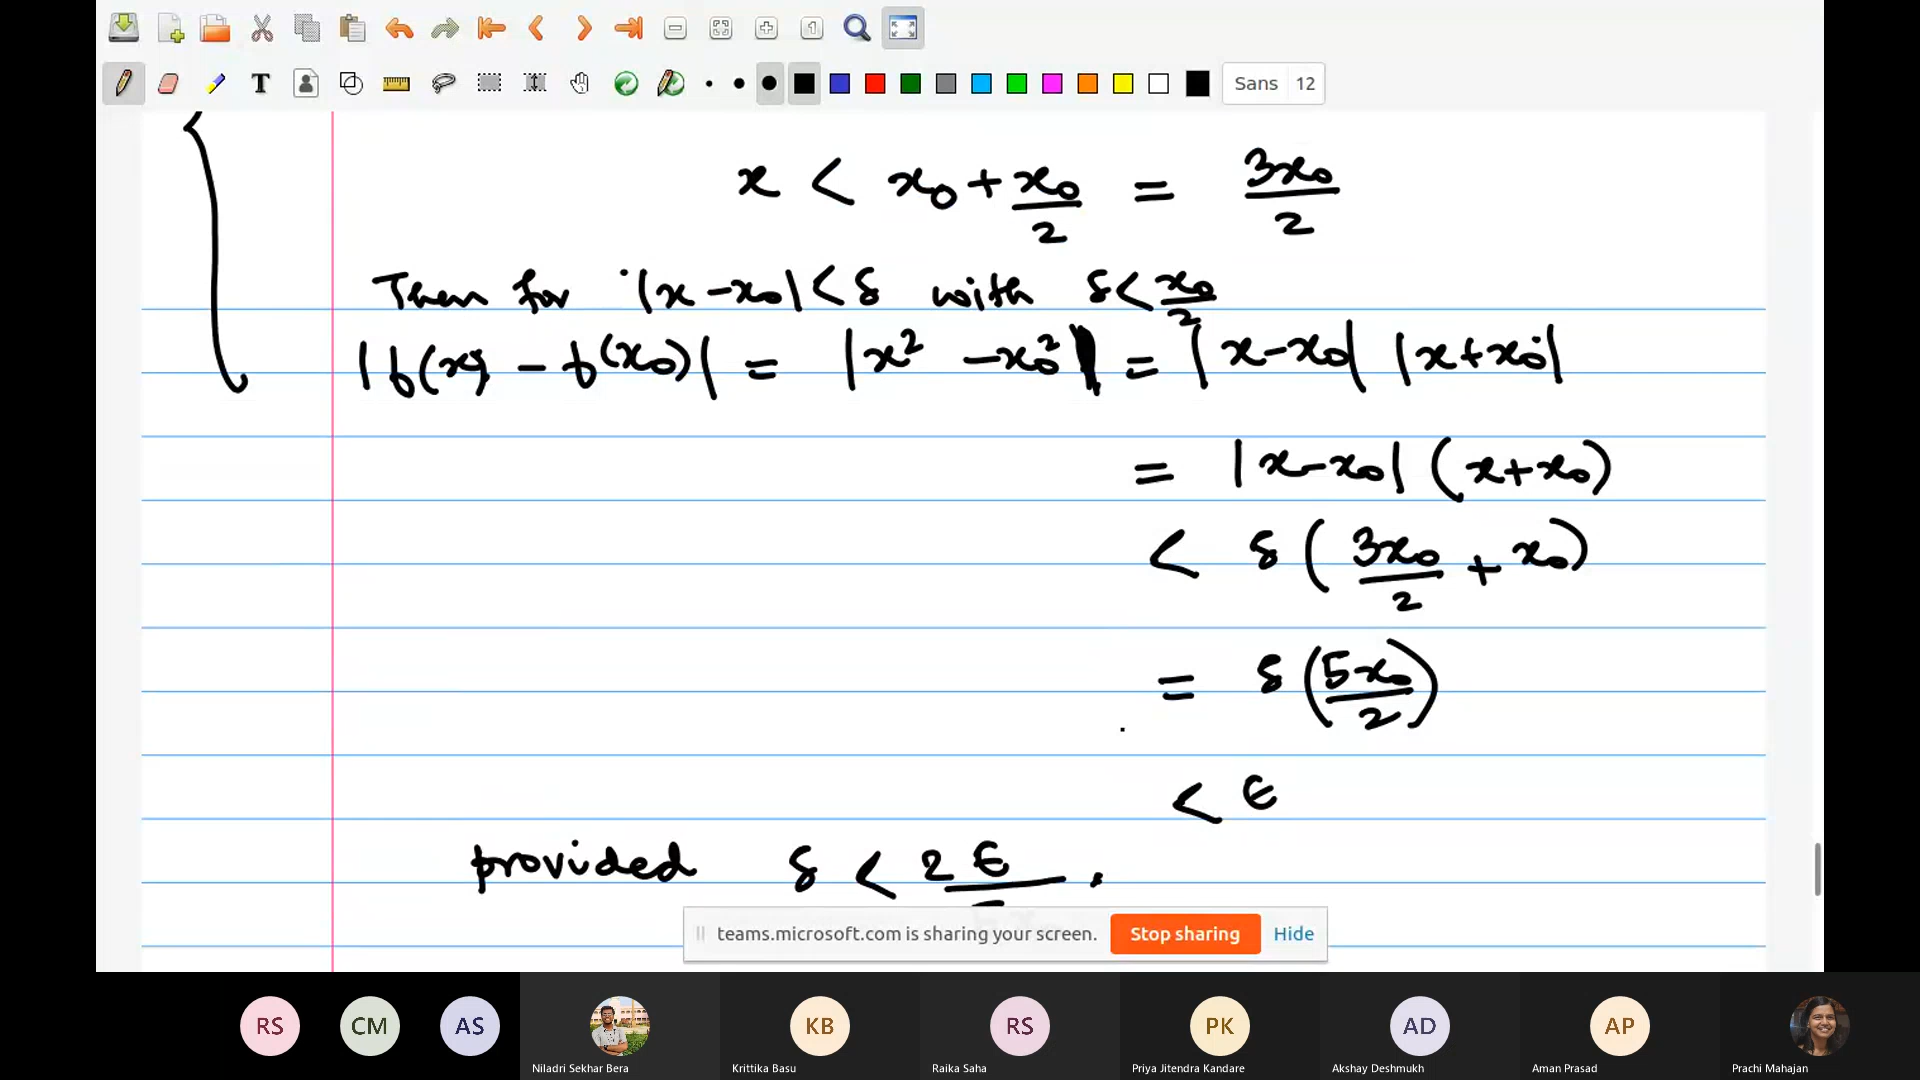 T
Sans 12
x < x₀ + x₀/2 = 3x₀/2
Then for |x - x₀| < δ with δ < x₀/2
|f(x) - f(x₀)| = |x² - x₀²| = |x - x₀| |x + x₀|
= |x - x₀| (x + x₀)
< δ ( 3x₀/2 + x₀ )
= δ ( 5x₀/2 )
< ε
provided δ < 2ε
teams.microsoft.com is sharing your screen. Stop sharing Hide
RS CM AS KB RS PK AD AP
Niladri Sekhar Bera Krittika Basu Raika Saha Priya Jitendra Kandare Akshay Deshmukh Aman Prasad Prachi Mahajan